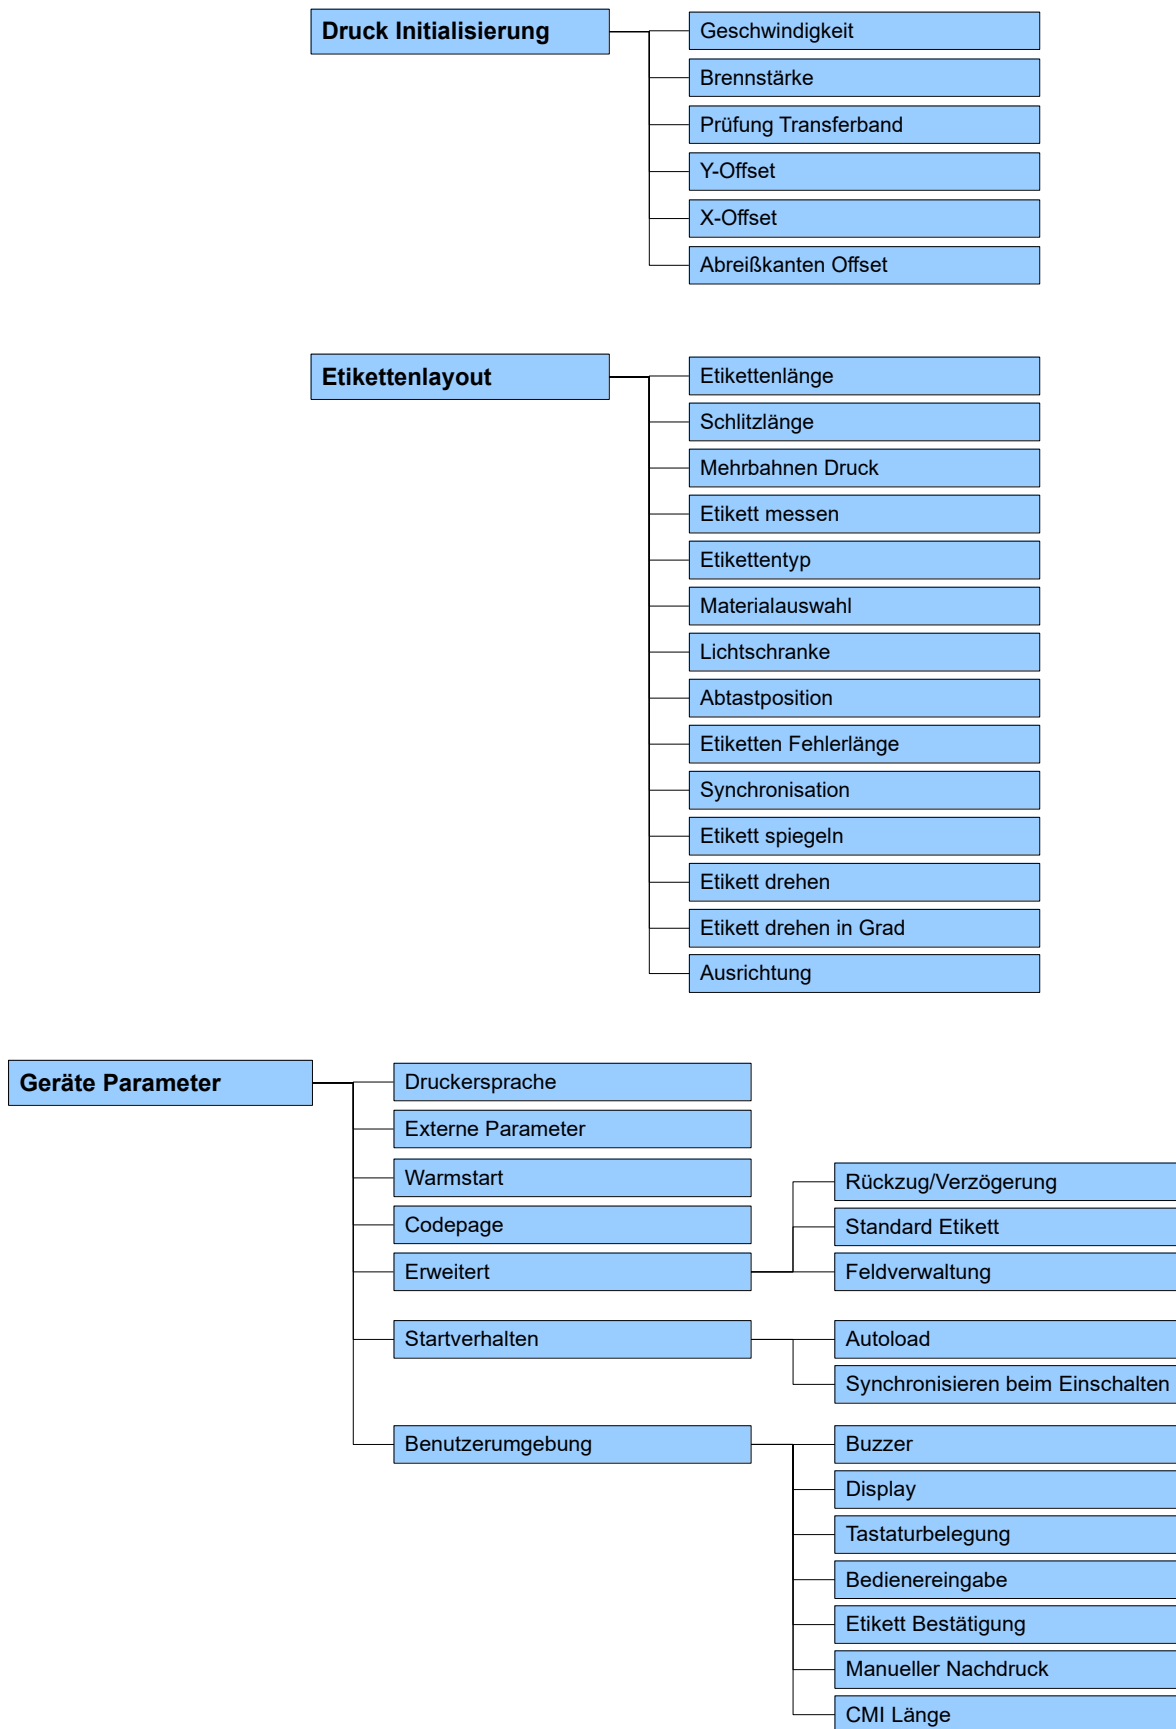 Druck Initialisierung
Geschwindigkeit
Brennstärke
Prüfung Transferband
Y-Offset
X-Offset
Abreißkanten Offset
Etikettenlayout
Etikettenlänge
Schlitzlänge
Mehrbahnen Druck
Etikett messen
Etikettentyp
Materialauswahl
Lichtschranke
Abtastposition
Etiketten Fehlerlänge
Synchronisation
Etikett spiegeln
Etikett drehen
Etikett drehen in Grad
Ausrichtung
Geräte Parameter
Druckersprache
Externe Parameter
Warmstart
Codepage
Erweitert
Rückzug/Verzögerung
Standard Etikett
Feldverwaltung
Startverhalten
Autoload
Synchronisieren beim Einschalten
Benutzerumgebung
Buzzer
Display
Tastaturbelegung
Bedienereingabe
Etikett Bestätigung
Manueller Nachdruck
CMI Länge